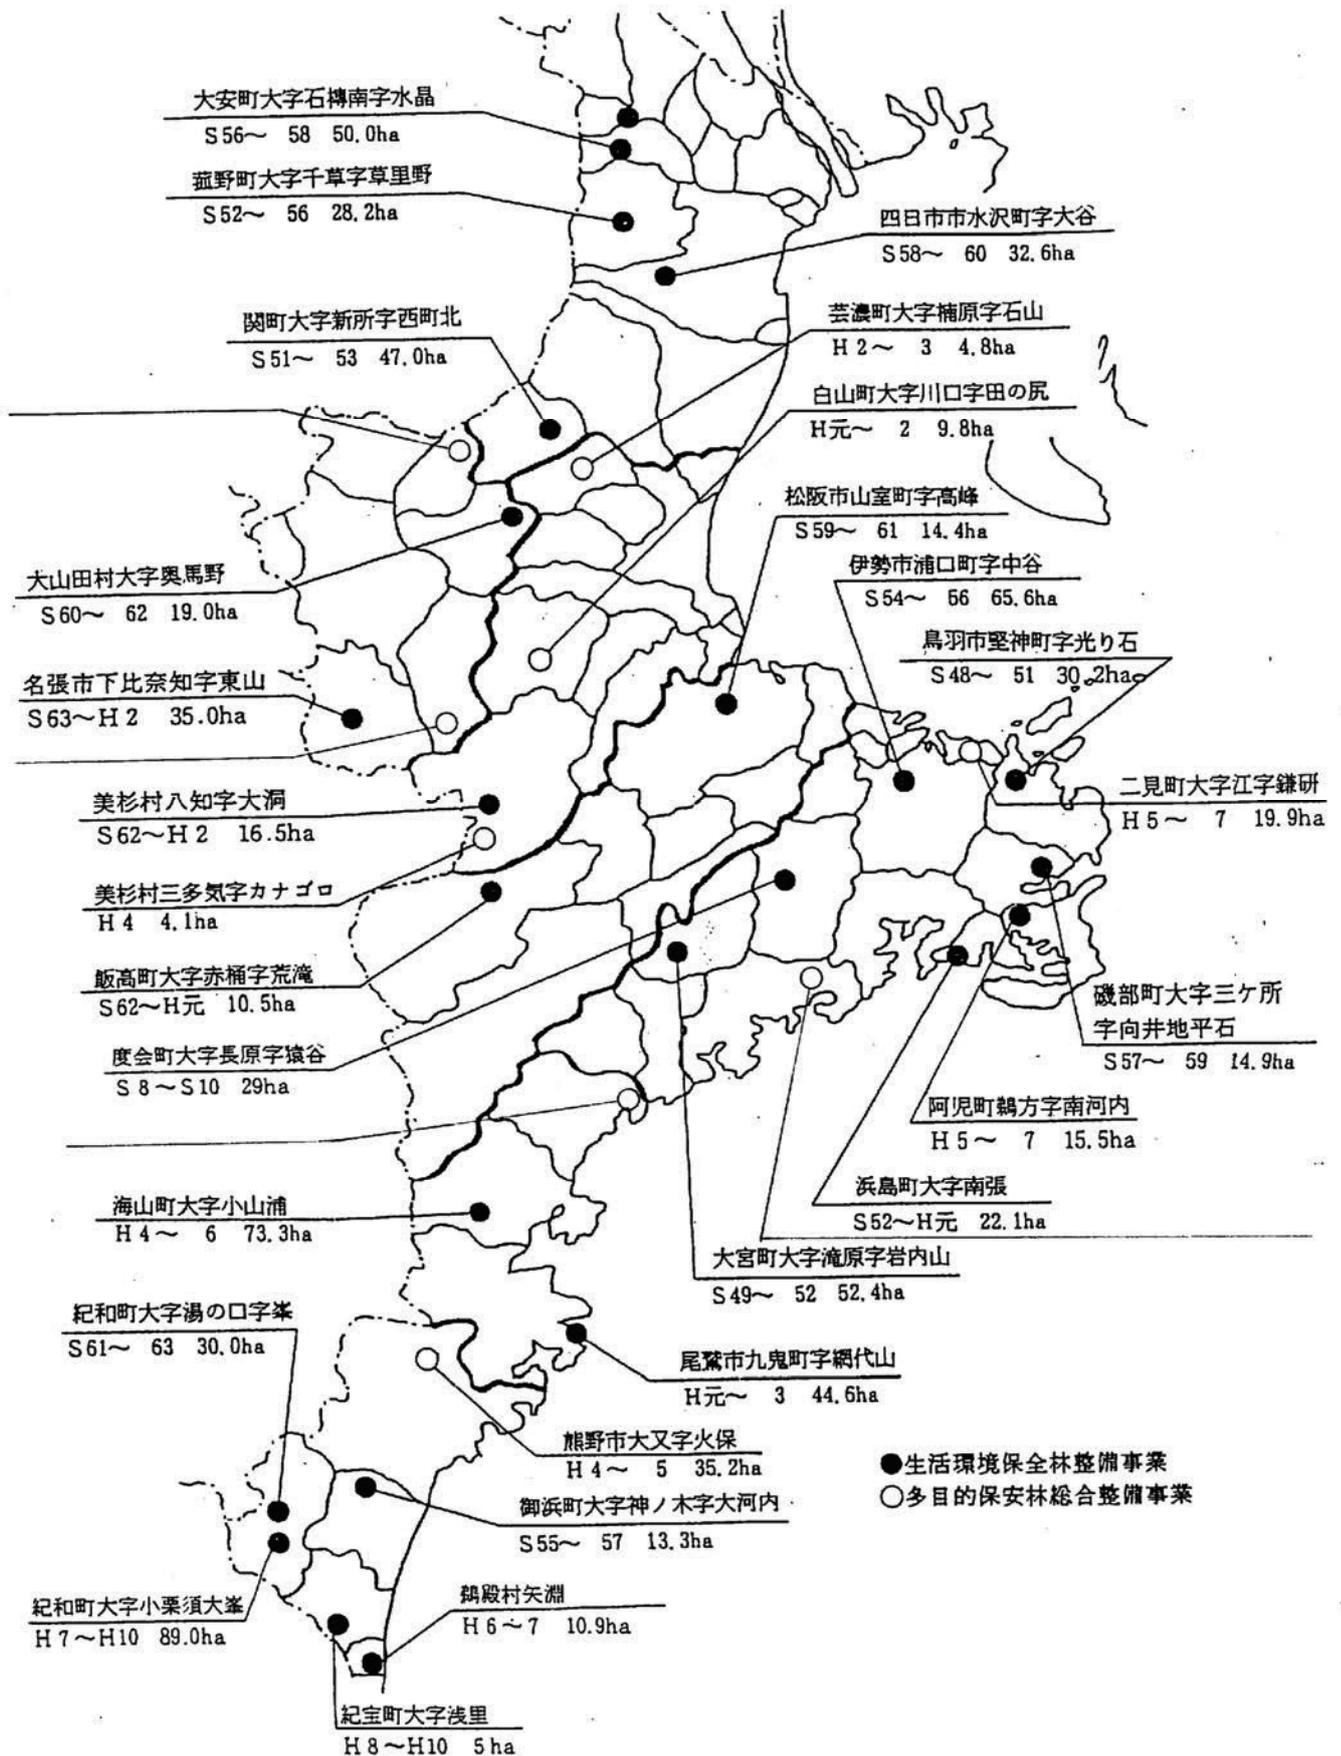 大安町大字石榑南字水晶
S56～ 58 50.0ha
菰野町大字千草字草里野
S52～ 56 28.2ha
四日市市水沢町字大谷
S58～ 60 32.6ha
関町大字新所字西町北
S51～ 53 47.0ha
芸濃町大字楠原字石山
H2～ 3 4.8ha
白山町大字川口字田の尻
H元～ 2 9.8ha
松阪市山室町字高峰
S59～ 61 14.4ha
伊勢市浦口町字中谷
S54～ 56 65.6ha
大山田村大字奥馬野
S60～ 62 19.0ha
鳥羽市堅神町字光り石
S48～ 51 30.2ha
名張市下比奈知字東山
S63～H2 35.0ha
二見町大字江字鎌研
H5～ 7 19.9ha
美杉村八知字大洞
S62～H2 16.5ha
美杉村三多気字カナゴロ
H4 4.1ha
飯高町大字赤桶字荒滝
S62～H元 10.5ha
磯部町大字三ケ所
字向井地平石
S57～ 59 14.9ha
度会町大字長原字猿谷
S8～S10 29ha
阿児町鵜方字南河内
H5～ 7 15.5ha
浜島町大字南張
S52～H元 22.1ha
海山町大字小山浦
H4～ 6 73.3ha
大宮町大字滝原字岩内山
S49～ 52 52.4ha
紀和町大字湯の口字峯
S61～ 63 30.0ha
尾鷲市九鬼町字網代山
H元～ 3 44.6ha
熊野市大又字火保
H4～ 5 35.2ha
●生活環境保全林整備事業
○多目的保安林総合整備事業
御浜町大字神ノ木字大河内
S55～ 57 13.3ha
紀和町大字小栗須大峯
H7～H10 89.0ha
鵜殿村矢淵
H6～7 10.9ha
紀宝町大字浅里
H8～H10 5ha